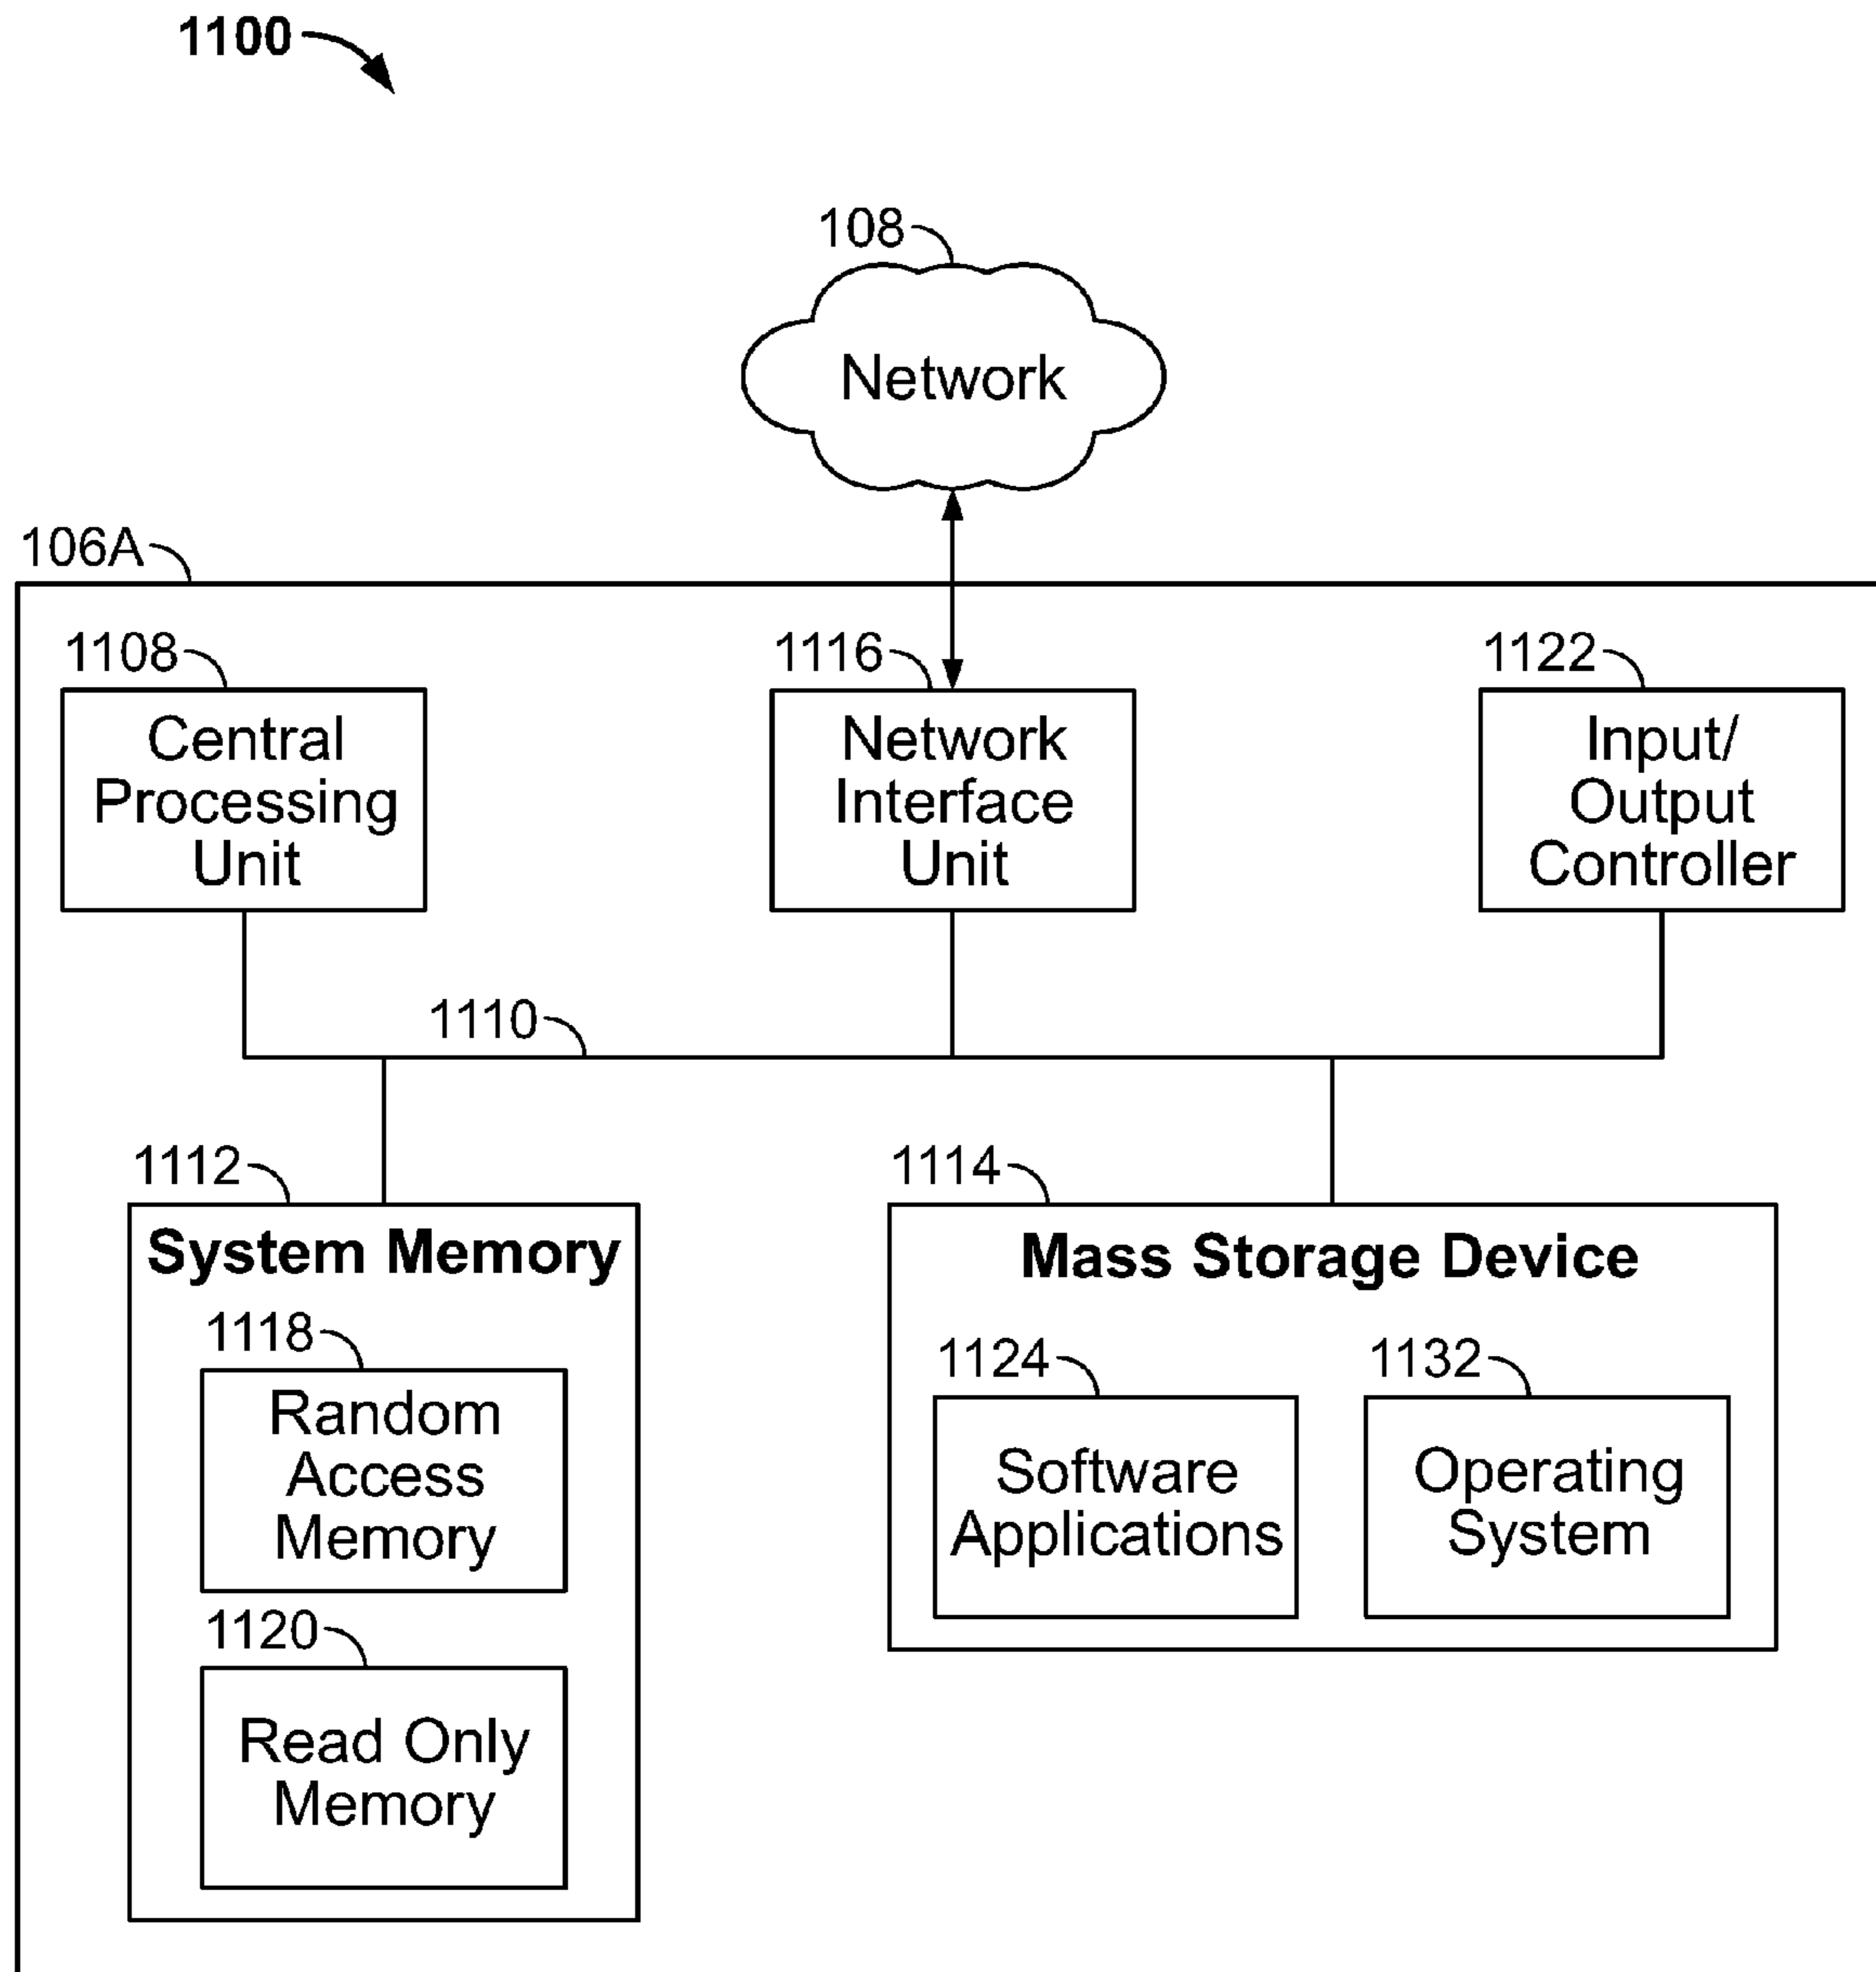 1100
108
Network
106A
1108
Central
Processing
Unit
1116
Network
Interface
Unit
1122
Input/
Output
Controller
1110
1112
System Memory
1118
Random
Access
Memory
1120
Read Only
Memory
1114
Mass Storage Device
1124
Software
Applications
1132
Operating
System